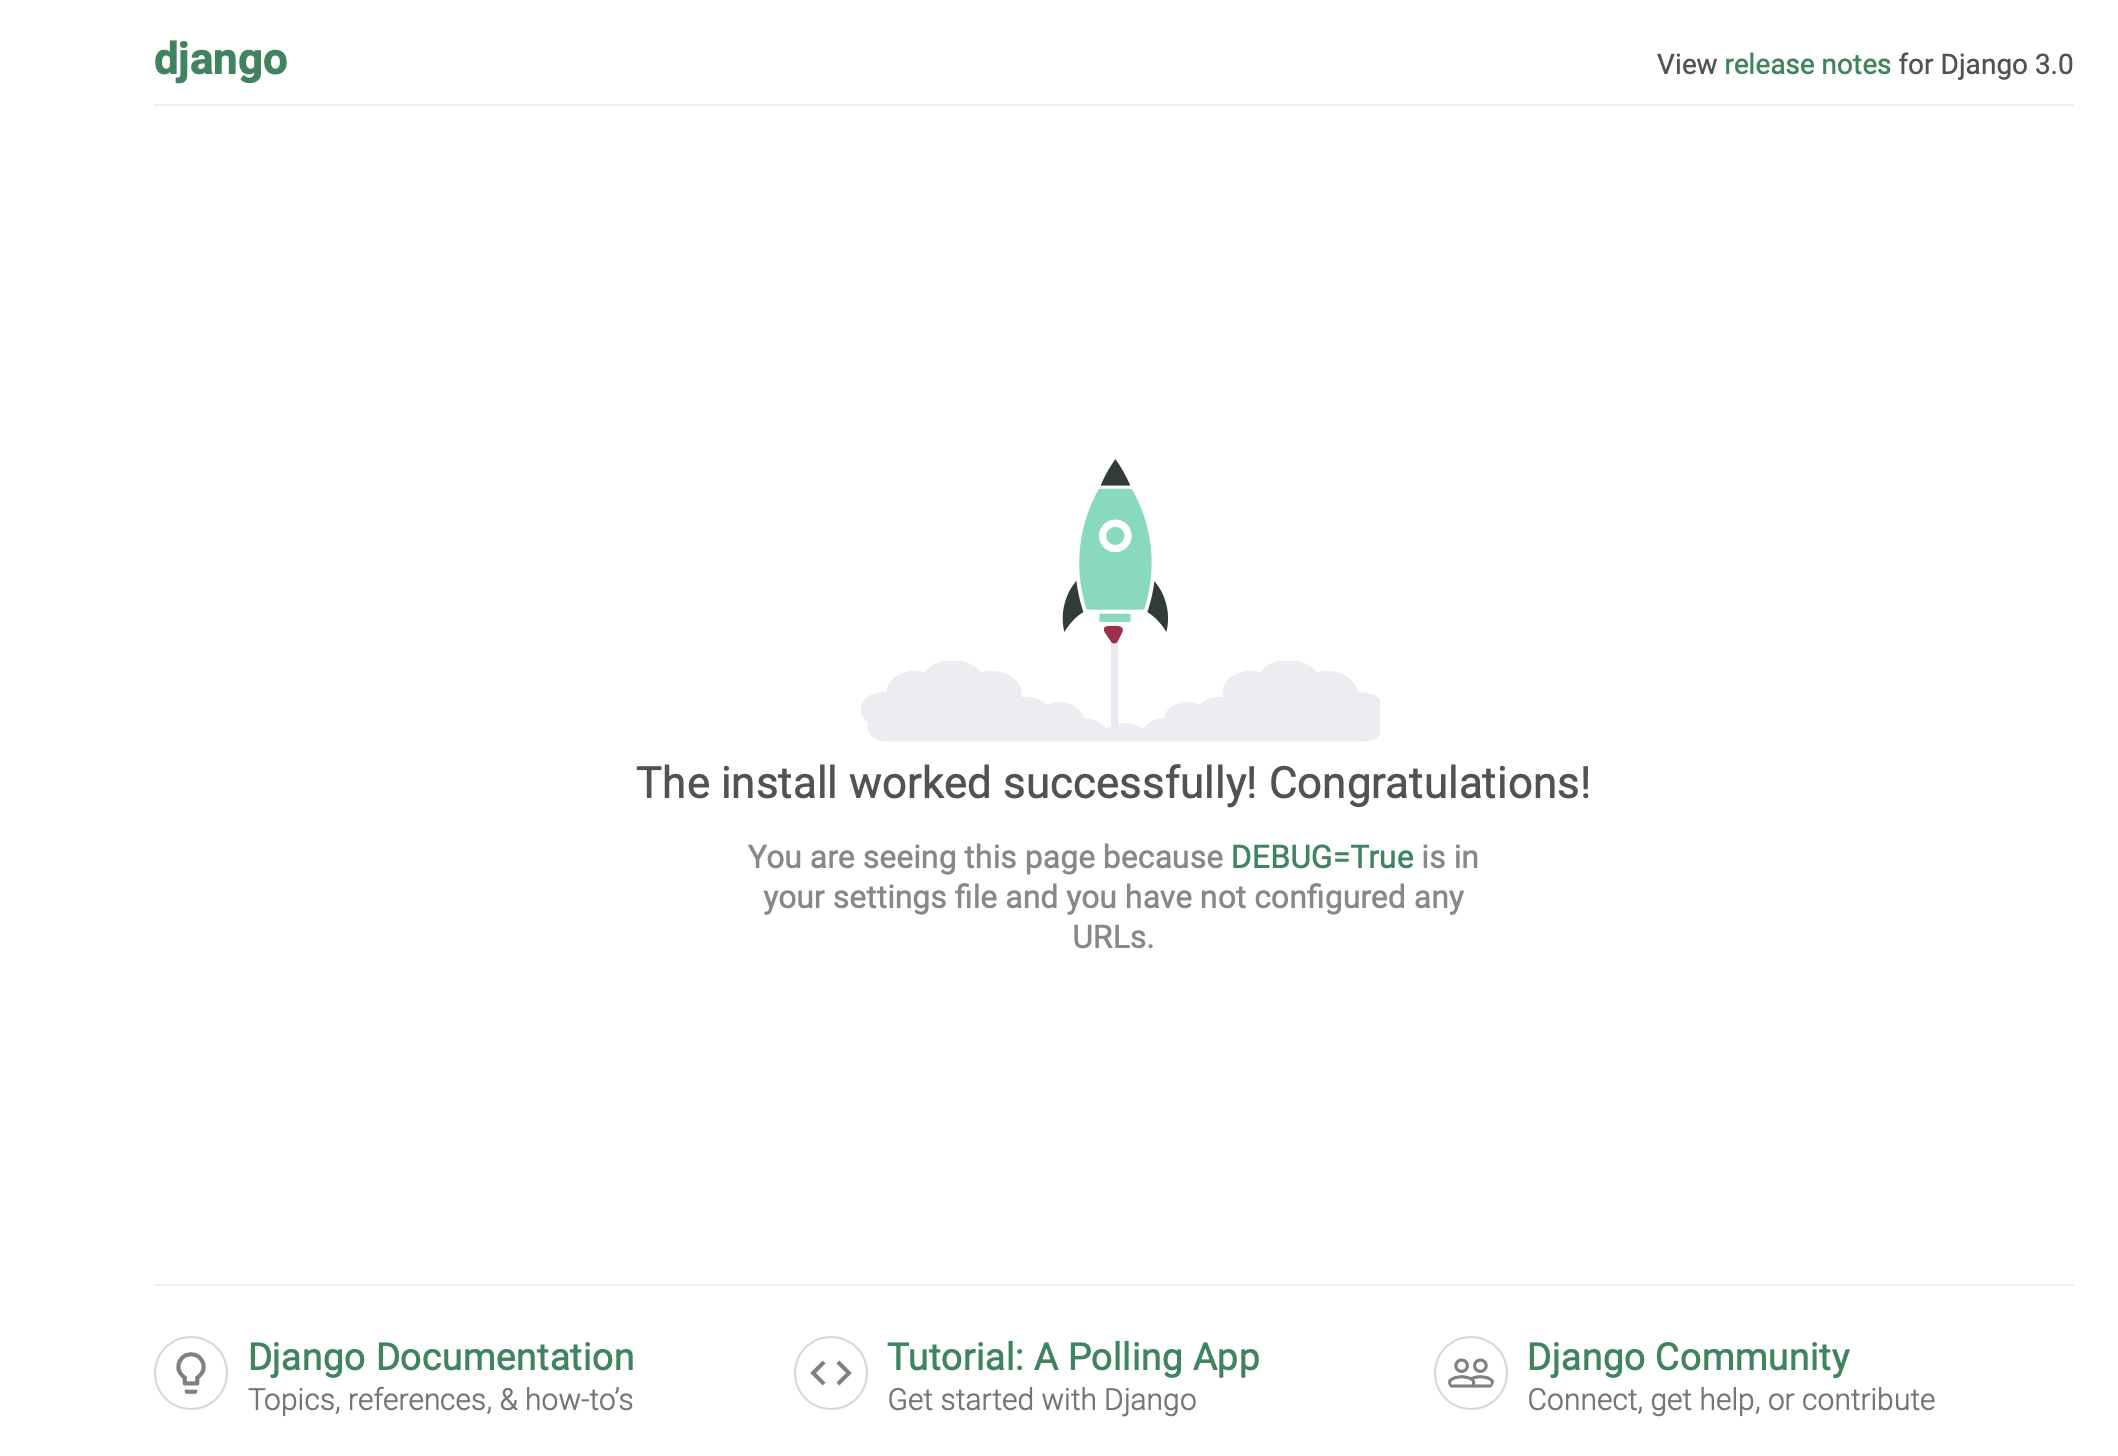 django
View release notes for Django 3.0
The install worked successfully! Congratulations!
You are seeing this page because DEBUG=True is in
your settings file and you have not configured any
URLs.
Django Documentation
Topics, references, & how-to’s
Tutorial: A Polling App
Get started with Django
Django Community
Connect, get help, or contribute